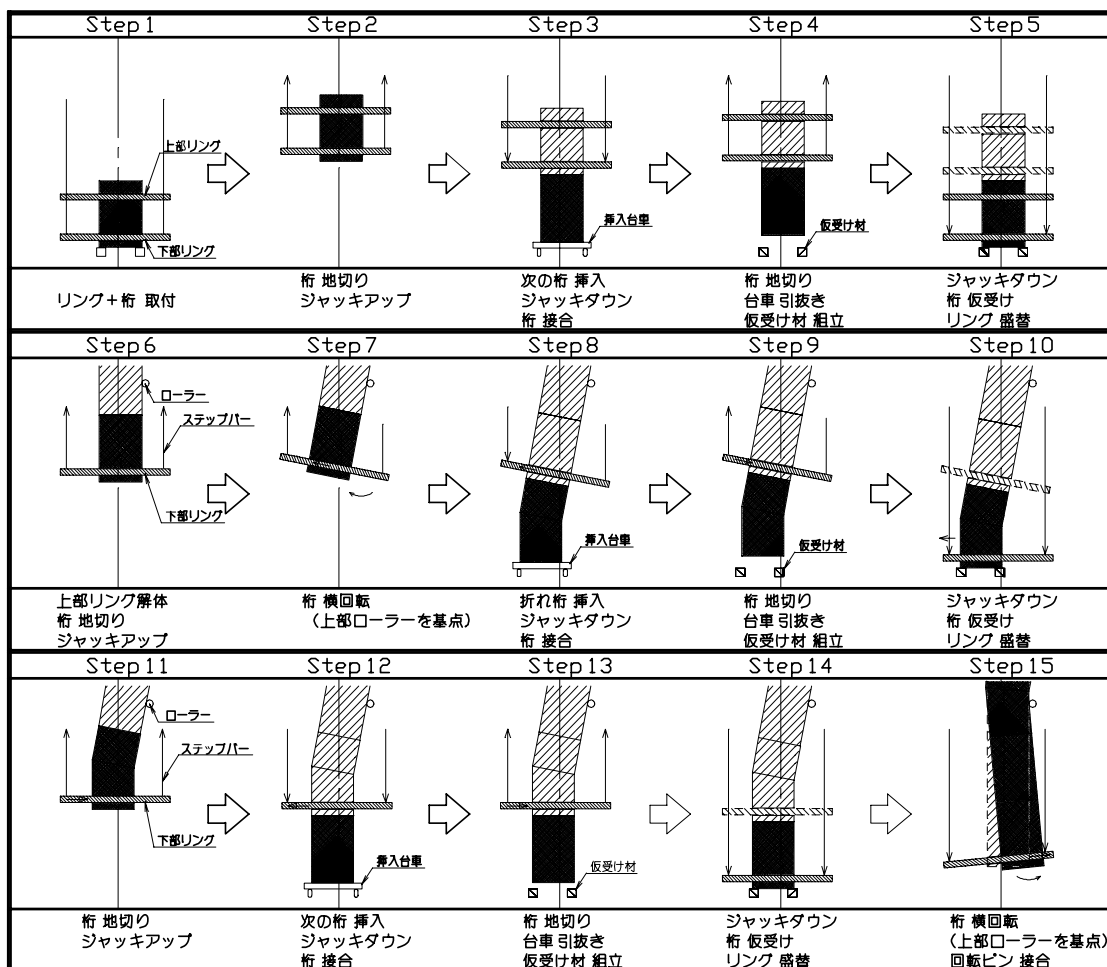 Step1
Step2
Step3
Step4
Step5
上部リング
下部リング
挿入台車
仮受け材
リング＋桁 取付
桁 地切り
ジャッキアップ
次の桁 挿入
ジャッキダウン
桁 接合
桁 地切り
台車 引抜き
仮受け材 組立
ジャッキダウン
桁 仮受け
リング 盛替
Step6
Step7
Step8
Step9
Step10
ローラー
ステップバー
下部リング
挿入台車
仮受け材
上部リング解体
桁 地切り
ジャッキアップ
桁 横回転
（上部ローラーを基点）
折れ桁 挿入
ジャッキダウン
桁 接合
桁 地切り
台車 引抜き
仮受け材 組立
ジャッキダウン
桁 仮受け
リング 盛替
Step11
Step12
Step13
Step14
Step15
ローラー
ステップバー
下部リング
挿入台車
仮受け材
桁 地切り
ジャッキアップ
次の桁 挿入
ジャッキダウン
桁 接合
桁 地切り
台車 引抜き
仮受け材 組立
ジャッキダウン
桁 仮受け
リング 盛替
桁 横回転
（上部ローラーを基点）
回転ピン 接合